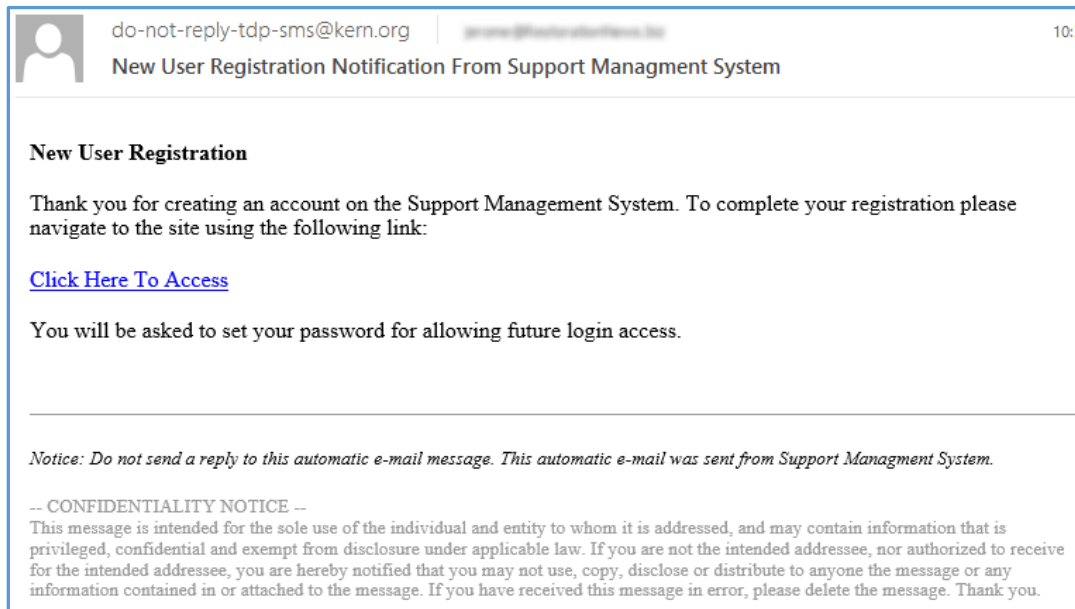 do-not-reply-tdp-sms@kern.org
10:
New User Registration Notification From Support Managment System
New User Registration
Thank you for creating an account on the Support Management System. To complete your registration please
navigate to the site using the following link:
Click Here To Access
You will be asked to set your password for allowing future login access.
Notice: Do not send a reply to this automatic e-mail message. This automatic e-mail was sent from Support Managment System.
-- CONFIDENTIALITY NOTICE --
This message is intended for the sole use of the individual and entity to whom it is addressed, and may contain information that is
privileged, confidential and exempt from disclosure under applicable law. If you are not the intended addressee, nor authorized to receive
for the intended addressee, you are hereby notified that you may not use, copy, disclose or distribute to anyone the message or any
information contained in or attached to the message. If you have received this message in error, please delete the message. Thank you.